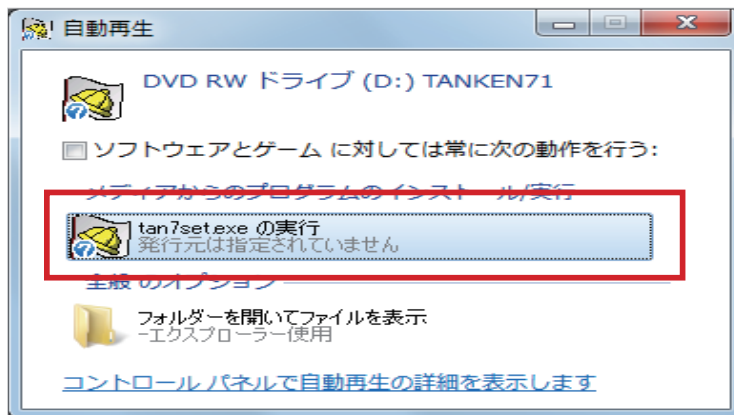 自動再生
DVD RW ドライブ (D:) TANKEN71
ソフトウェアとゲーム に対しては常に次の動作を行う:
メディアからのプログラムのインストール/実行
tan7set.exe の実行
発行元は指定されていません
全般 のオプション
フォルダーを開いてファイルを表示
-エクスプローラー使用
コントロール パネルで自動再生の詳細を表示します